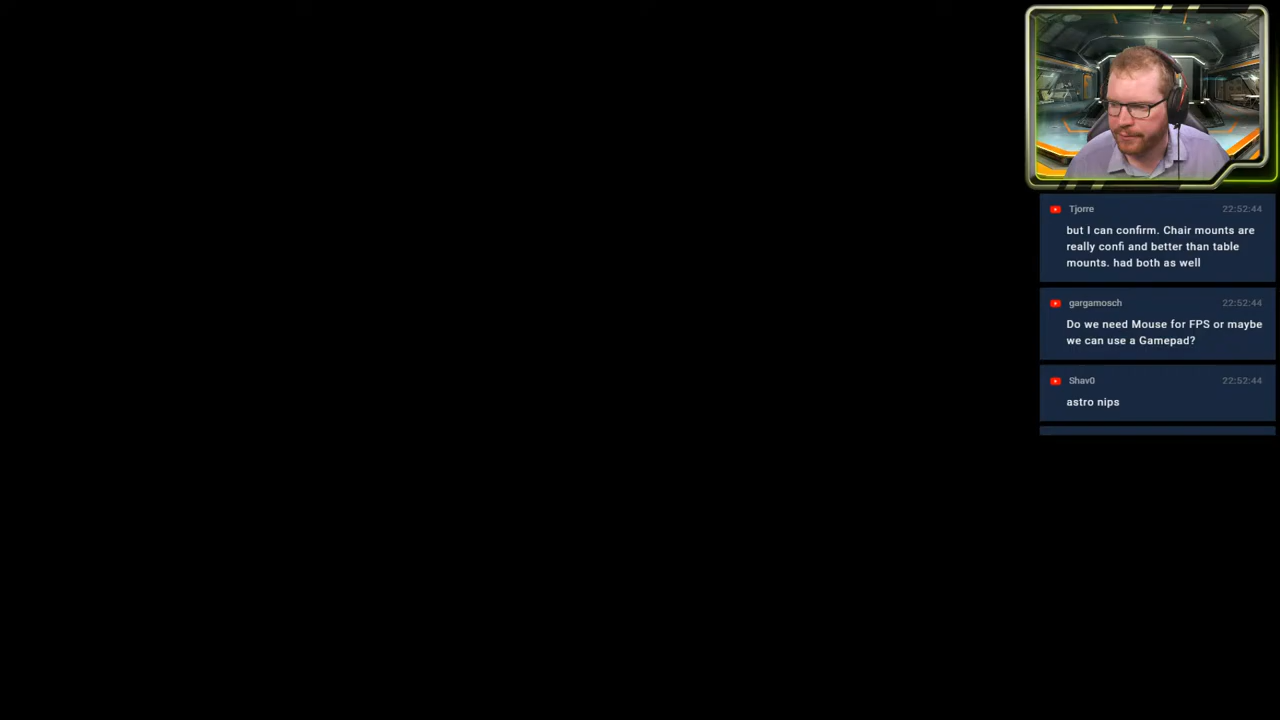 Tjorre 22:52:44
but I can confirm. Chair mounts are
really confi and better than table
mounts. had both as well
gargamosch 22:52:44
Do we need Mouse for FPS or maybe
we can use a Gamepad?
Shav0 22:52:44
astro nips